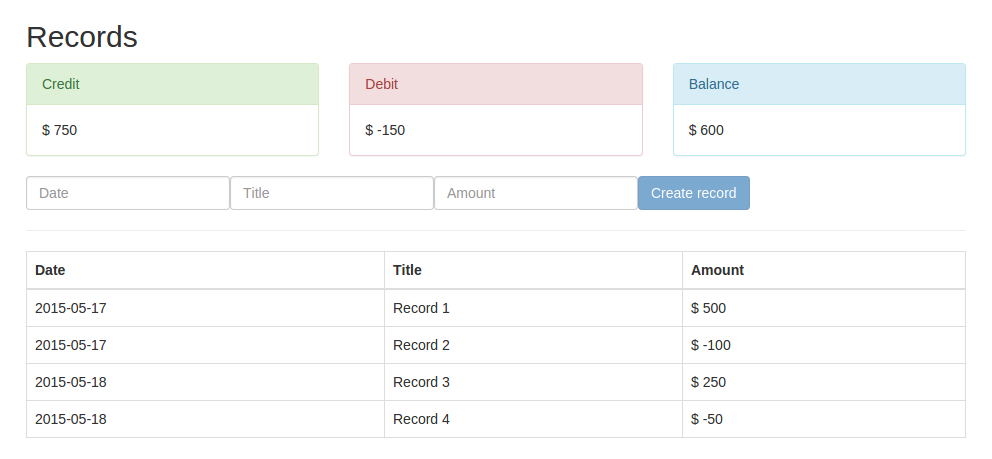 Records
Credit Debit Balance
$ 750 $ -150 $ 600
Date Title Amount Create record
Date Title Amount
2015-05-17 Record 1 $ 500
2015-05-17 Record 2 $ -100
2015-05-18 Record 3 $ 250
2015-05-18 Record 4 $ -50